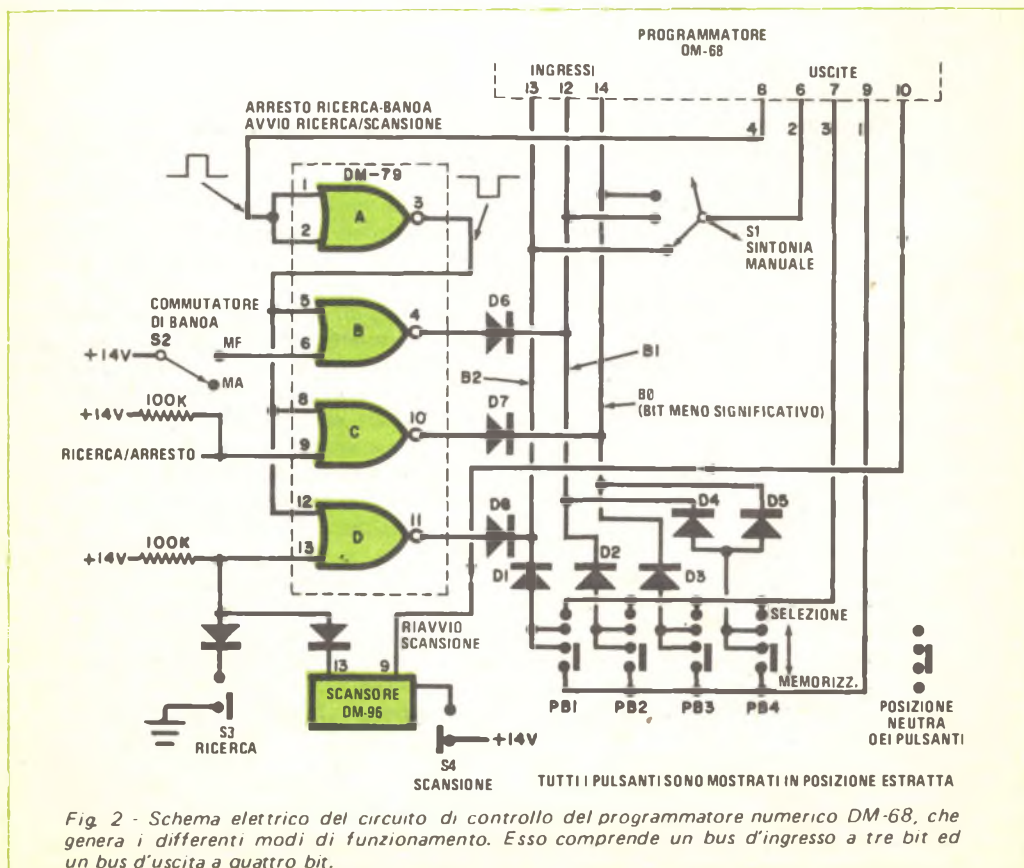 PROGRAMMATORE
DM-68
INGRESSI
USCITE
13 12 14
8 6 7 9 10
4 2 3 1
ARRESTO RICERCA-BANDA
AVVIO RICERCA/SCANSIONE
DM-79
1
2
A
3
S1
SINTONIA
MANUALE
COMMUTATORE
DI BANDA
S2
+14V
MF
MA
5
6
B
4
D6
B1
B2
B0
(BIT MENO SIGNIFICATIVO)
+14V 100K
RICERCA/ARRESTO
8
9
C
10
D7
12
13
D
11
D8
+14V 100K
D4 D5
D1 D2 D3
SELEZIONE
MEMORIZZ.
PB1 PB2 PB3 PB4
RIAVVIO
SCANSIONE
13 9
SCANSORE
DM-96
S3
RICERCA
+14V
S4
SCANSIONE
POSIZIONE
NEUTRA
DEI PULSANTI
TUTTI I PULSANTI SONO MOSTRATI IN POSIZIONE ESTRATTA
Fig. 2 - Schema elettrico del circuito di controllo del programmatore numerico DM-68, che
genera i differenti modi di funzionamento. Esso comprende un bus d'ingresso a tre bit ed
un bus d'uscita a quattro bit.